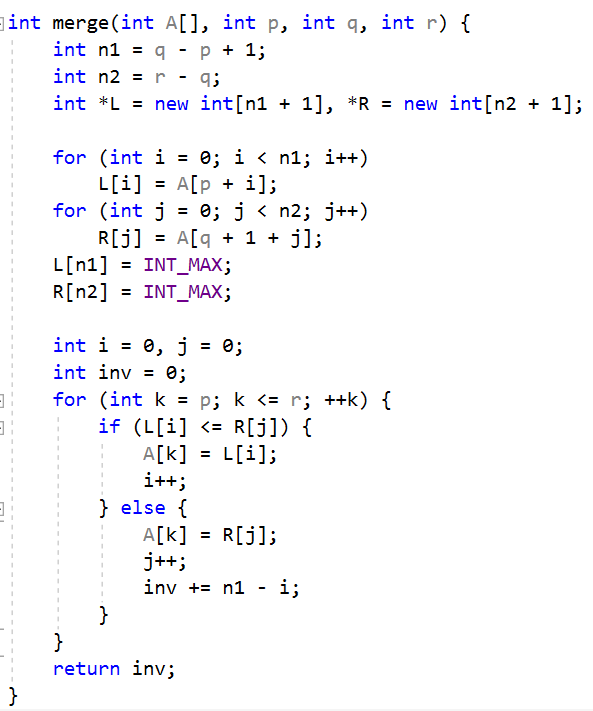 int merge(int A[], int p, int q, int r) {
    int n1 = q - p + 1;
    int n2 = r - q;
    int *L = new int[n1 + 1], *R = new int[n2 + 1];

    for (int i = 0; i < n1; i++)
        L[i] = A[p + i];
    for (int j = 0; j < n2; j++)
        R[j] = A[q + 1 + j];
    L[n1] = INT_MAX;
    R[n2] = INT_MAX;

    int i = 0, j = 0;
    int inv = 0;
    for (int k = p; k <= r; ++k) {
        if (L[i] <= R[j]) {
            A[k] = L[i];
            i++;
        } else {
            A[k] = R[j];
            j++;
            inv += n1 - i;
        }
    }
    return inv;
}